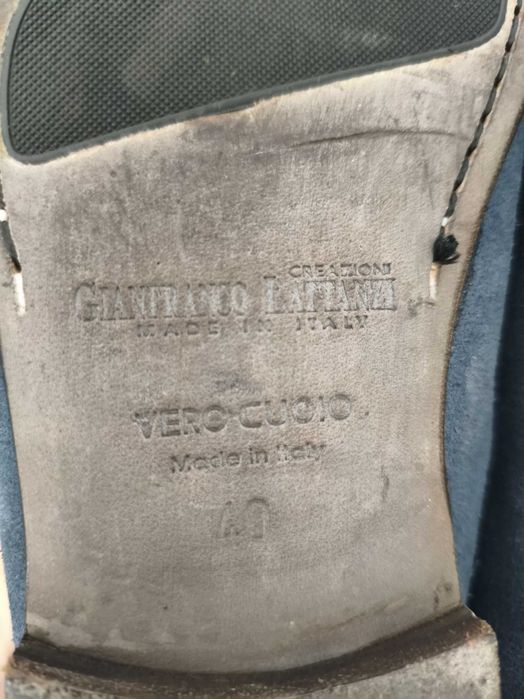 CREAZIONI
GIANFRANCO LATTANZI
MADE IN ITALY
VERO CUOIO
Made in Italy
40